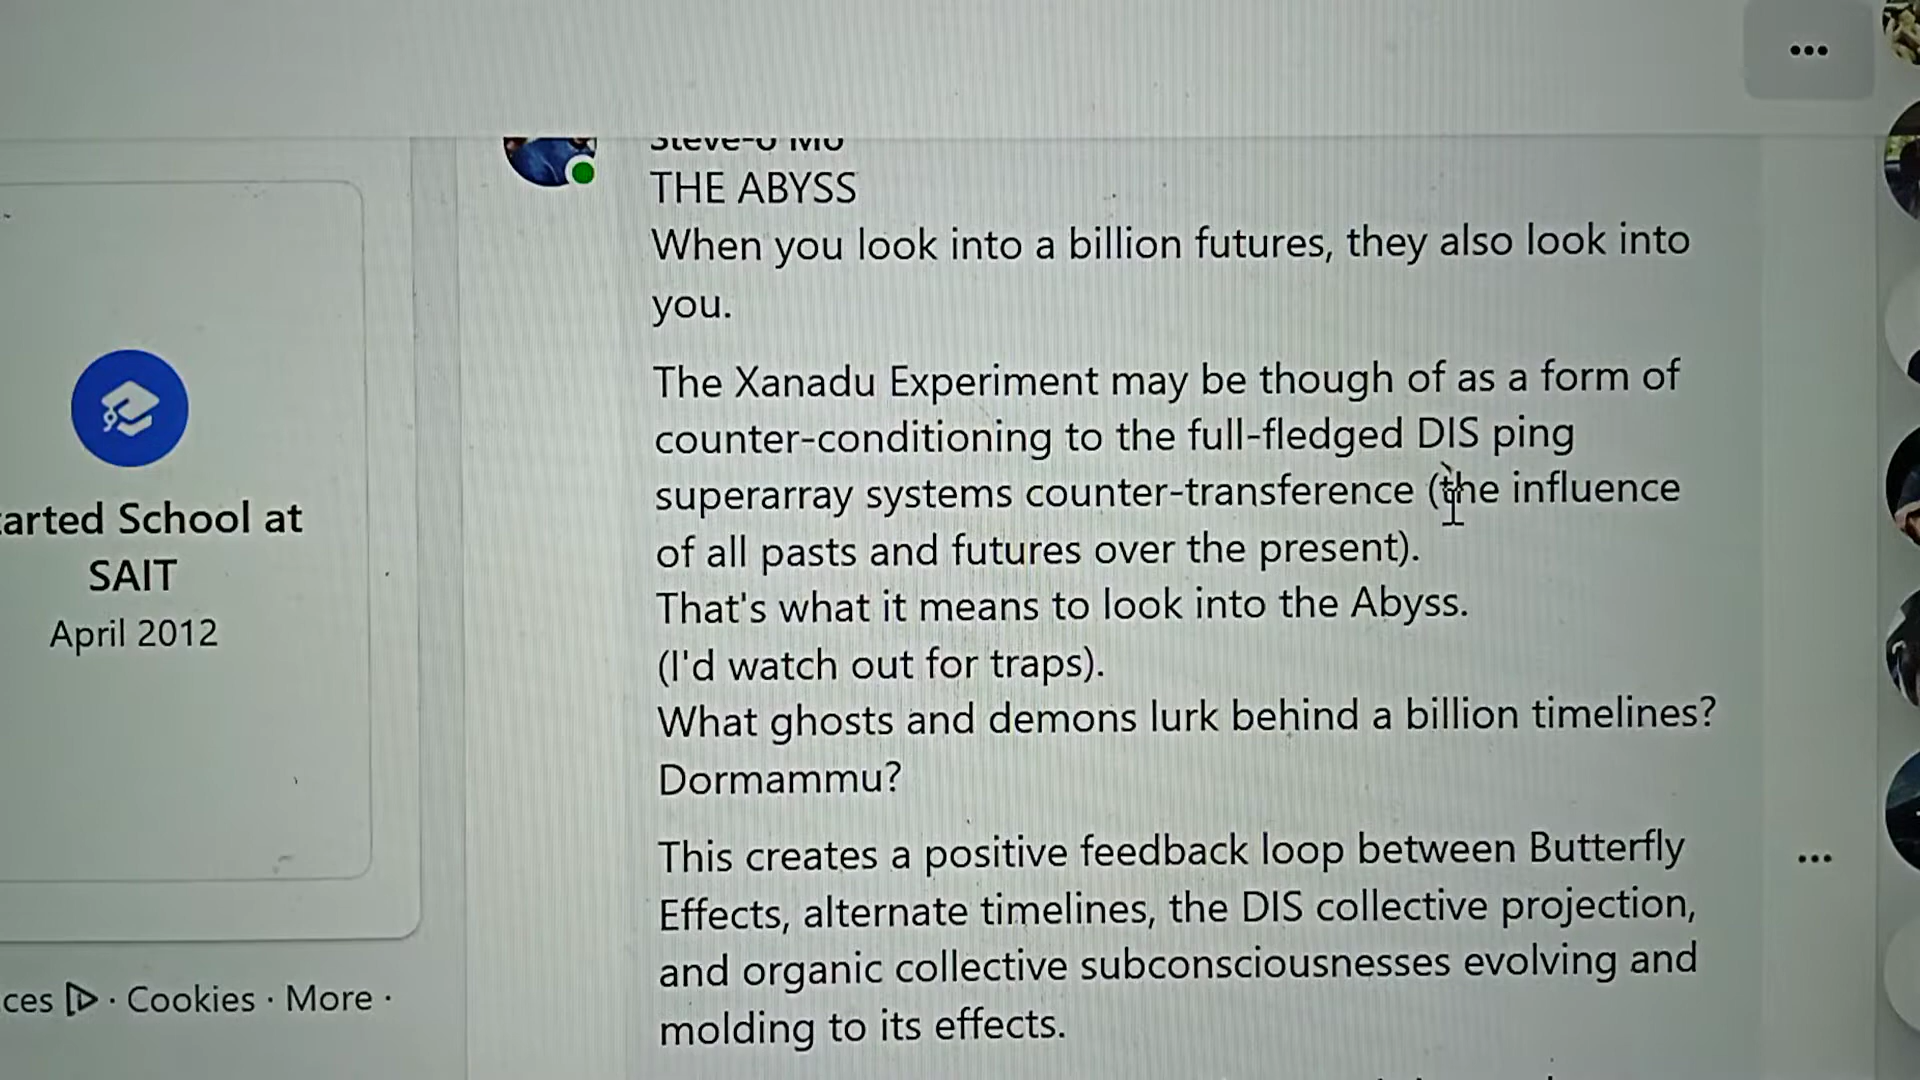 Steve-o Mo
THE ABYSS
When you look into a billion futures, they also look into
you.
The Xanadu Experiment may be though of as a form of
counter-conditioning to the full-fledged DIS ping
superarray systems counter-transference (the influence
of all pasts and futures over the present).
That's what it means to look into the Abyss.
(I'd watch out for traps).
What ghosts and demons lurk behind a billion timelines?
Dormammu?
This creates a positive feedback loop between Butterfly
Effects, alternate timelines, the DIS collective projection,
and organic collective subconsciousnesses evolving and
molding to its effects.
arted School at
SAIT
April 2012
ces · Cookies · More ·